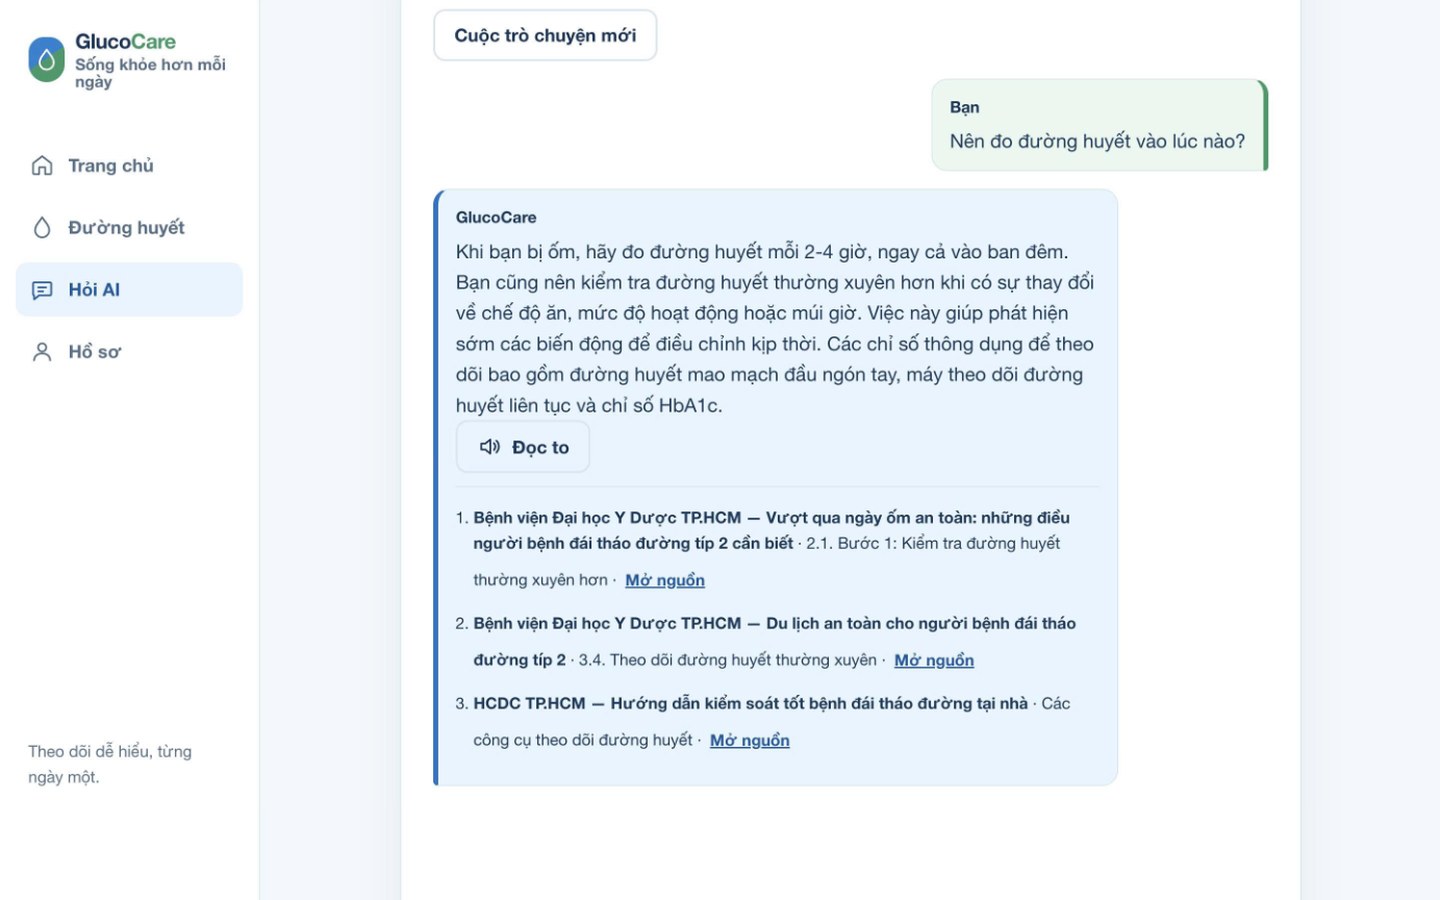 GlucoCare
Sống khỏe hơn mỗi
ngày
Trang chủ
Đường huyết
Hỏi AI
Hồ sơ
Theo dõi dễ hiểu, từng
ngày một.
Cuộc trò chuyện mới
Bạn
Nên đo đường huyết vào lúc nào?
GlucoCare
Khi bạn bị ốm, hãy đo đường huyết mỗi 2-4 giờ, ngay cả vào ban đêm.
Bạn cũng nên kiểm tra đường huyết thường xuyên hơn khi có sự thay đổi
về chế độ ăn, mức độ hoạt động hoặc múi giờ. Việc này giúp phát hiện
sớm các biến động để điều chỉnh kịp thời. Các chỉ số thông dụng để theo
dõi bao gồm đường huyết mao mạch đầu ngón tay, máy theo dõi đường
huyết liên tục và chỉ số HbA1c.
Đọc to
1. Bệnh viện Đại học Y Dược TP.HCM — Vượt qua ngày ốm an toàn: những điều
người bệnh đái tháo đường típ 2 cần biết · 2.1. Bước 1: Kiểm tra đường huyết
thường xuyên hơn · Mở nguồn
2. Bệnh viện Đại học Y Dược TP.HCM — Du lịch an toàn cho người bệnh đái tháo
đường típ 2 · 3.4. Theo dõi đường huyết thường xuyên · Mở nguồn
3. HCDC TP.HCM — Hướng dẫn kiểm soát tốt bệnh đái tháo đường tại nhà · Các
công cụ theo dõi đường huyết · Mở nguồn